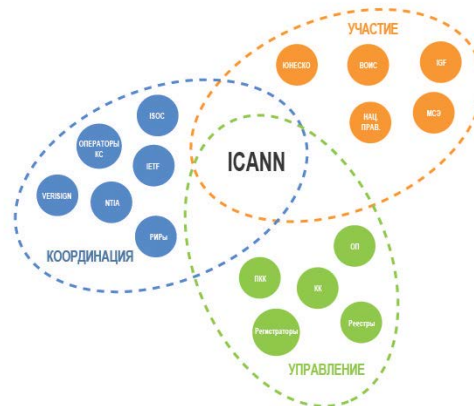 УЧАСТИЕ
ЮНЕСКО
ВОИС
IGF
НАЦ
ПРАВ.
МСЭ
ISOC
ОПЕРАТОРЫ
КС
IETF
VERISIGN
NTIA
РИРы
КООРДИНАЦИЯ
ICANN
ОП
ПКК
КК
Регистраторы
Реестры
УПРАВЛЕНИЕ